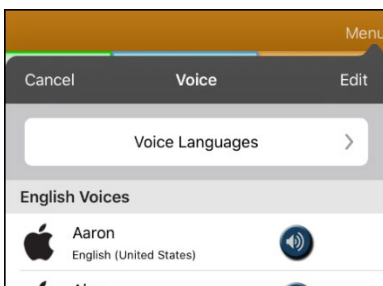 Menu
Cancel Voice Edit
Voice Languages
English Voices
Aaron
English (United States)